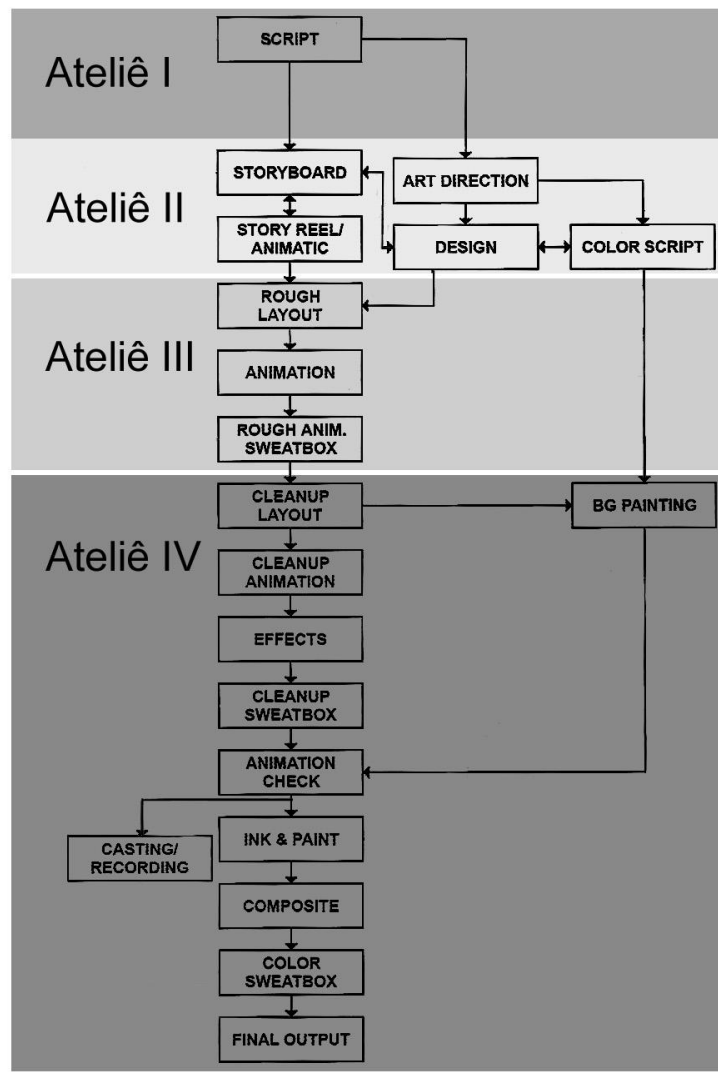 Ateliê I
SCRIPT
Ateliê II
STORYBOARD
ART DIRECTION
STORY REEL/
ANIMATIC
DESIGN
COLOR SCRIPT
Ateliê III
ROUGH
LAYOUT
ANIMATION
ROUGH ANIM.
SWEATBOX
Ateliê IV
CLEANUP
LAYOUT
BG PAINTING
CLEANUP
ANIMATION
EFFECTS
CLEANUP
SWEATBOX
ANIMATION
CHECK
CASTING/
RECORDING
INK & PAINT
COMPOSITE
COLOR
SWEATBOX
FINAL OUTPUT